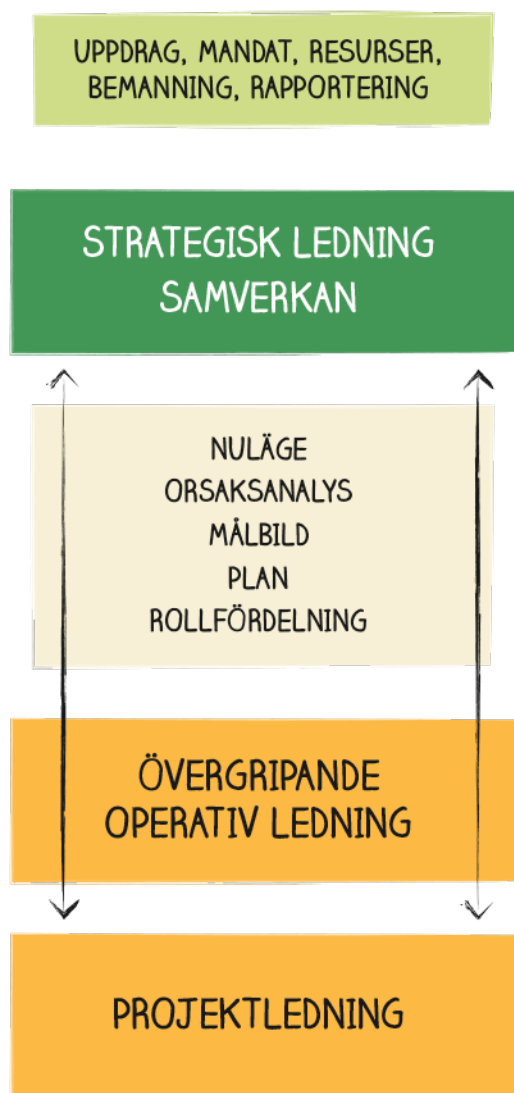 UPPDRAG, MANDAT, RESURSER,
BEMANNING, RAPPORTERING
STRATEGISK LEDNING
SAMVERKAN
NULÄGE
ORSAKSANALYS
MÅLBILD
PLAN
ROLLFÖRDELNING
ÖVERGRIPANDE
OPERATIV LEDNING
PROJEKTLEDNING